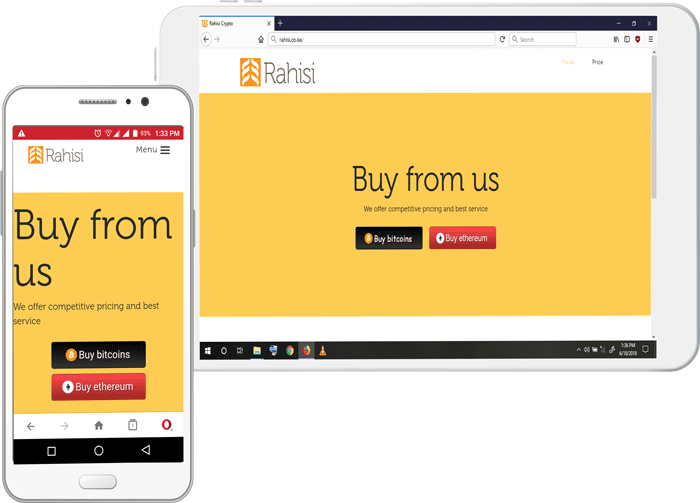 Rahisi Crypto
rahisi.co.ke/
Search
Rahisi
Trade
Price
Buy from us
We offer competitive pricing and best service
Buy bitcoins
Buy ethereum
1:36 PM
6/10/2018
93% 1:33 PM
Rahisi
Menu
Buy from
us
We offer competitive pricing and best
service
Buy bitcoins
Buy ethereum
1